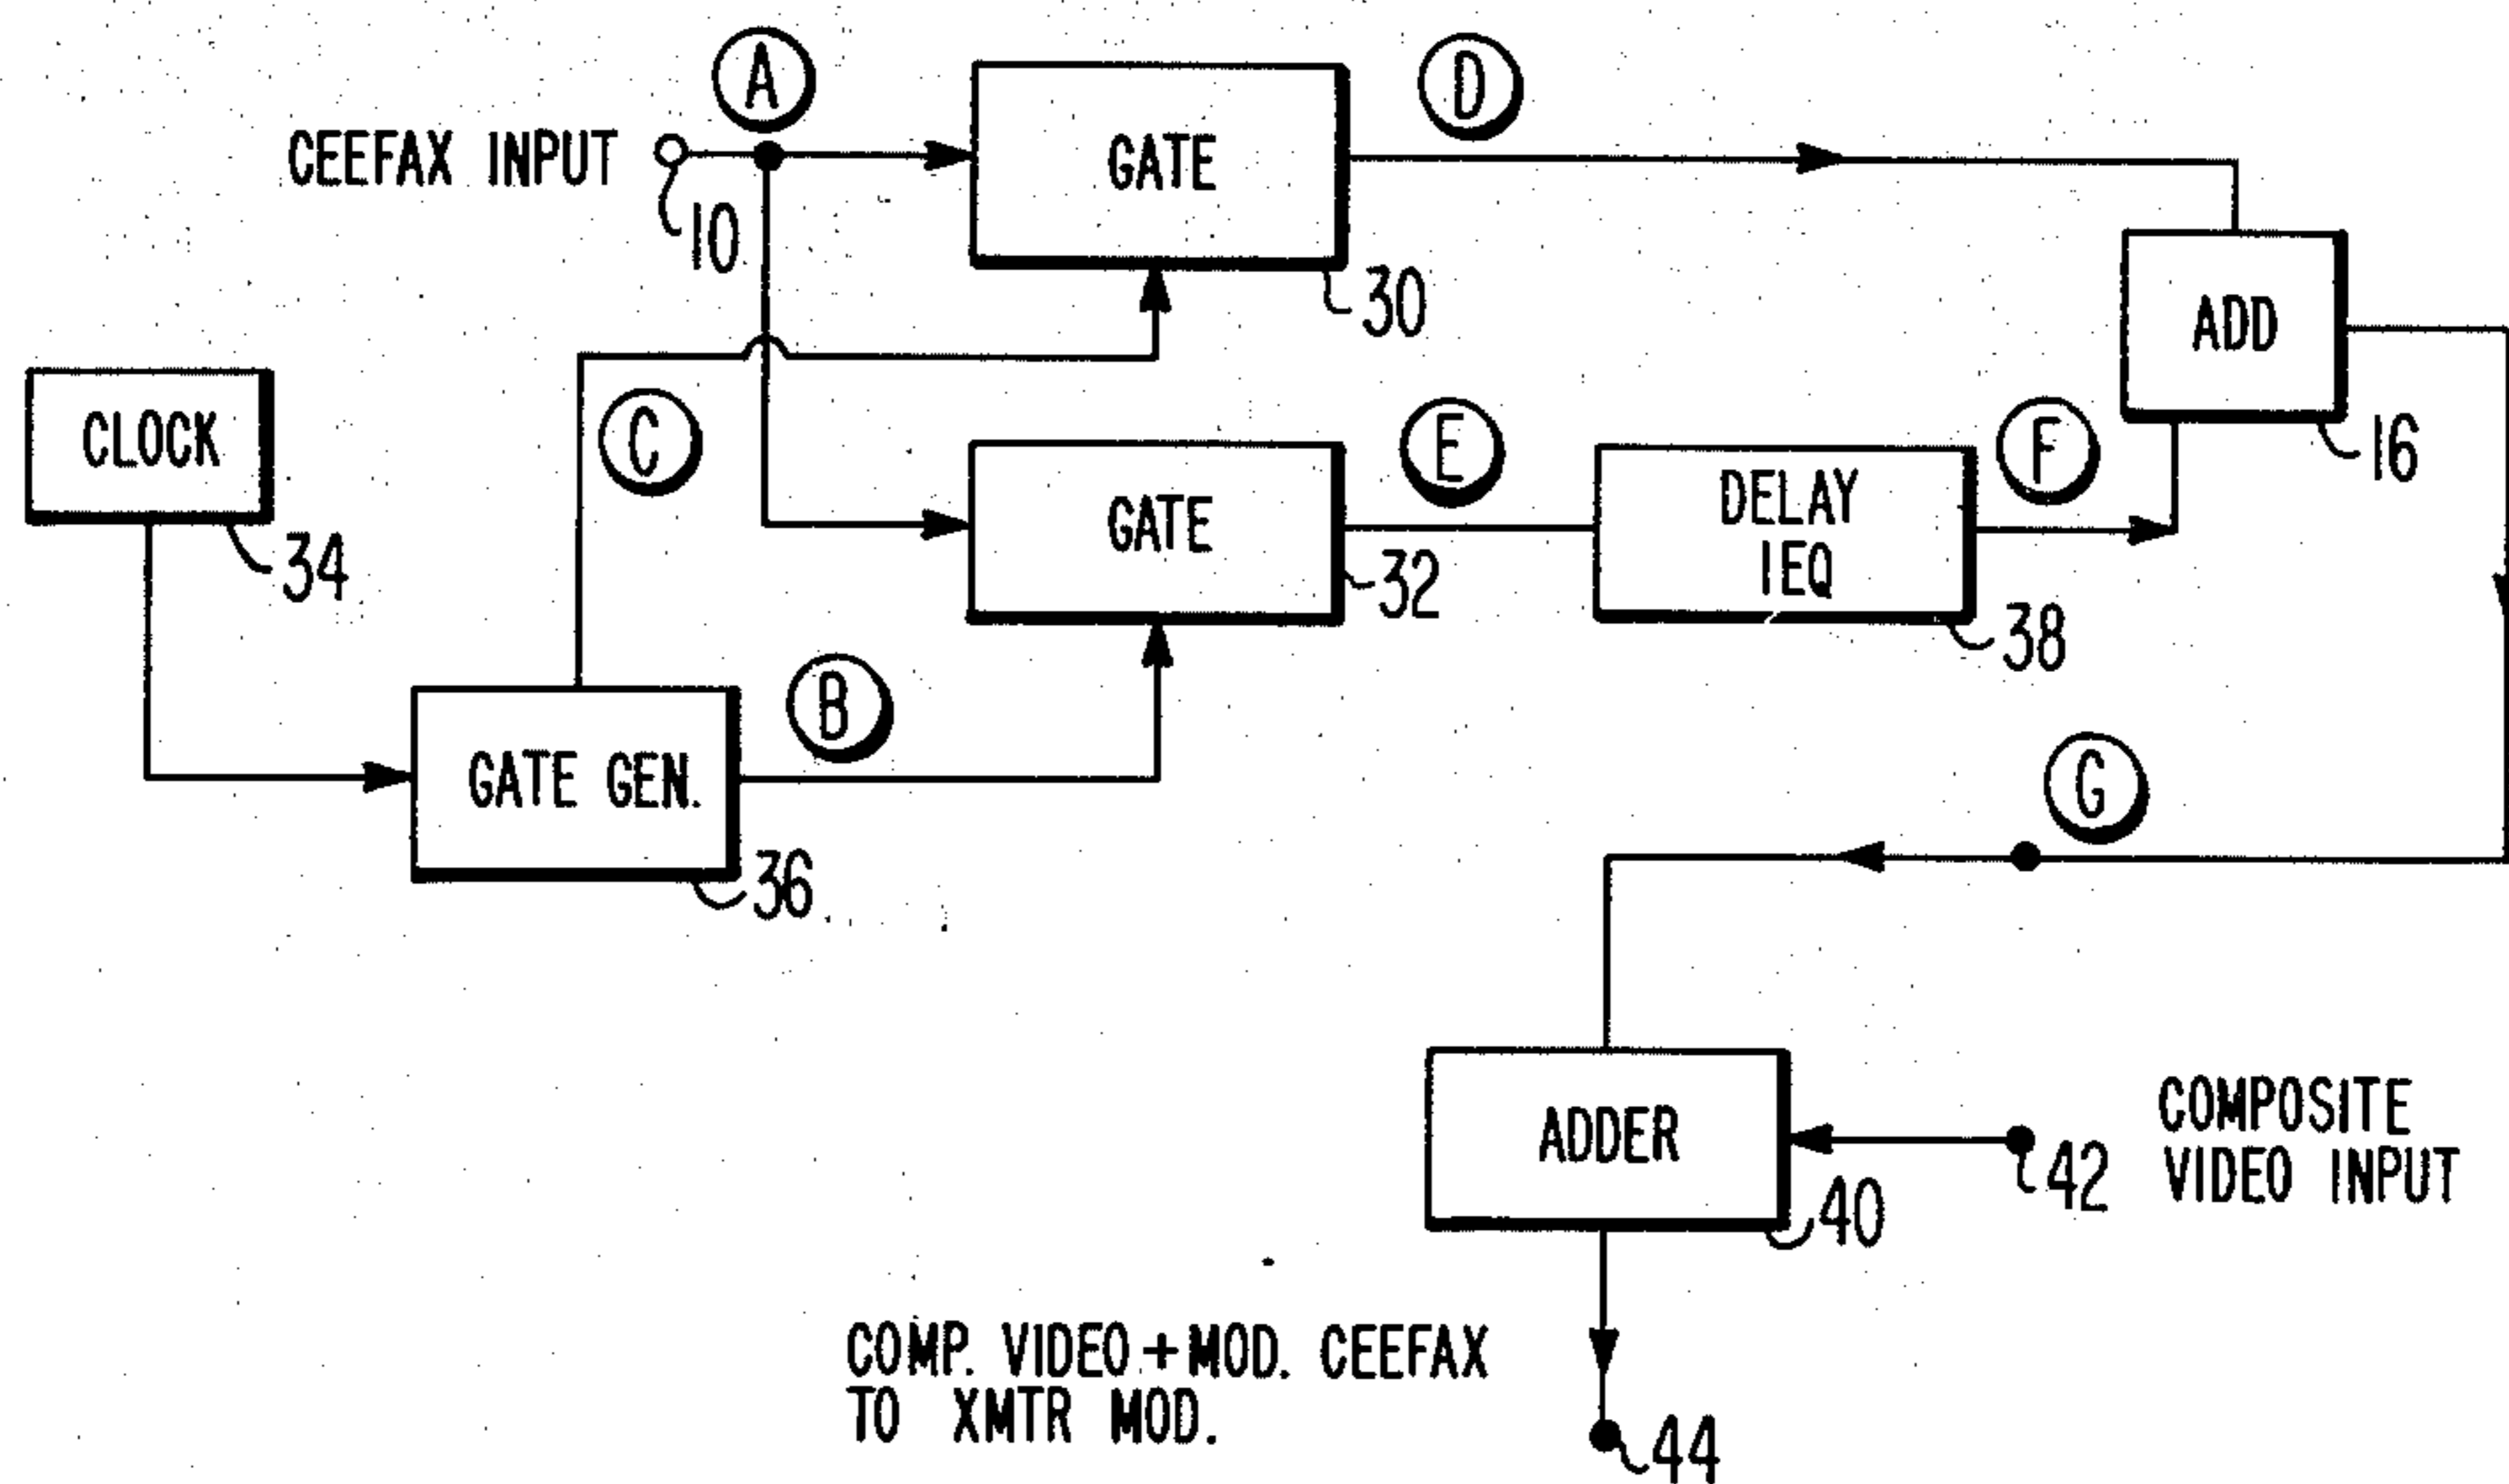 A
D
CEEFAX INPUT
10
GATE
30
ADD
16
CLOCK
34
C
GATE
32
E
DELAY
1EQ
38
F
GATE GEN.
36
B
G
ADDER
40
42
COMPOSITE
VIDEO INPUT
COMP. VIDEO + MOD. CEEFAX
TO XMTR MOD.
44